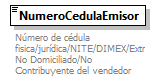 NumeroCedulaEmisor
Número de cédula
física/jurídica/NITE/DIMEX/Extr
No Domiciliado/No
Contribuyente del vendedor